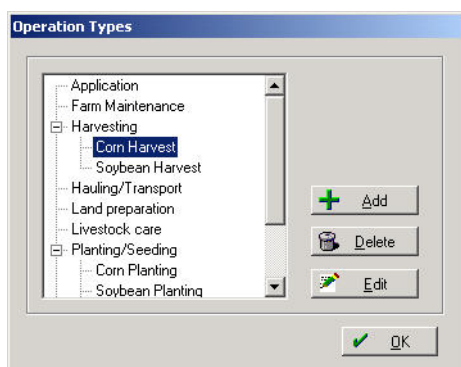 Operation Types
Application
Farm Maintenance
Harvesting
Corn Harvest
Soybean Harvest
Hauling/Transport
Land preparation
Livestock care
Planting/Seeding
Corn Planting
Soybean Planting
Add
Delete
Edit
OK